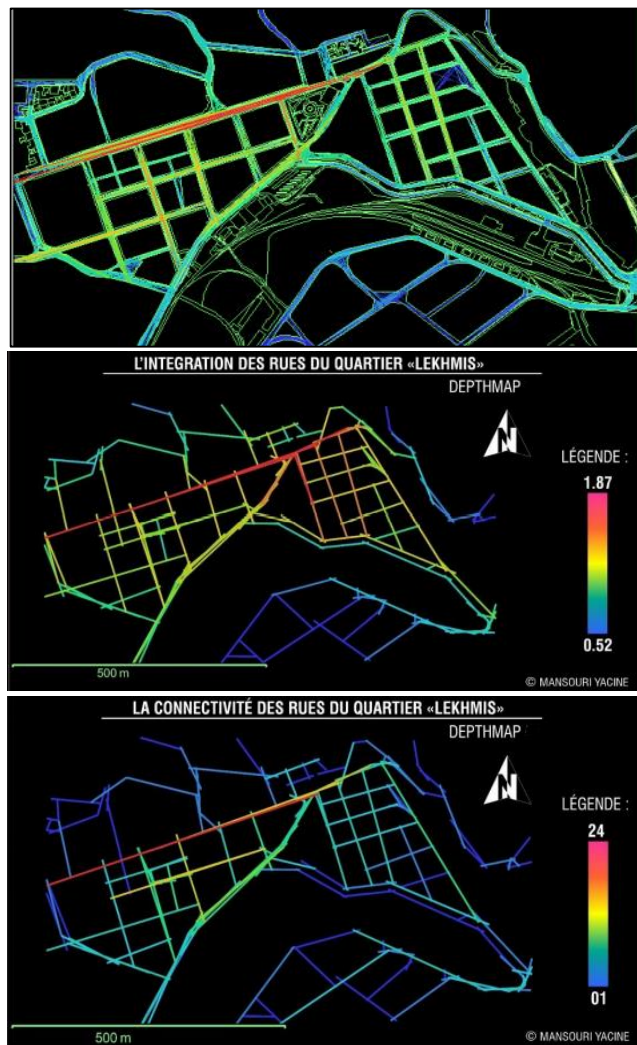 L'INTEGRATION DES RUES DU QUARTIER «LEKHMIS»
DEPTHMAP
N
LÉGENDE :
1.87
0.52
500 m
© MANSOURI YACINE
LA CONNECTIVITÉ DES RUES DU QUARTIER «LEKHMIS»
DEPTHMAP
N
LÉGENDE :
24
01
500 m
© MANSOURI YACINE